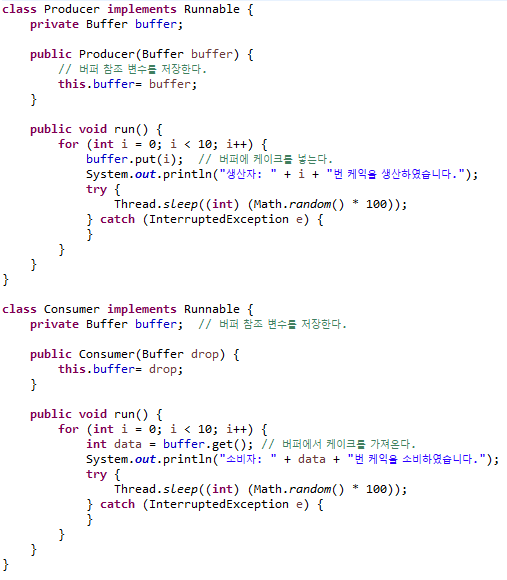 class Producer implements Runnable {
    private Buffer buffer;

    public Producer(Buffer buffer) {
        // 버퍼 참조 변수를 저장한다.
        this.buffer= buffer;
    }

    public void run() {
        for (int i = 0; i < 10; i++) {
            buffer.put(i);  // 버퍼에 케이크를 넣는다.
            System.out.println("생산자: " + i + "번 케익을 생산하였습니다.");
            try {
                Thread.sleep((int) (Math.random() * 100));
            } catch (InterruptedException e) {
            }
        }
    }
}

class Consumer implements Runnable {
    private Buffer buffer;  // 버퍼 참조 변수를 저장한다.

    public Consumer(Buffer drop) {
        this.buffer= drop;
    }

    public void run() {
        for (int i = 0; i < 10; i++) {
            int data = buffer.get(); // 버퍼에서 케이크를 가져온다.
            System.out.println("소비자: " + data + "번 케익을 소비하였습니다.");
            try {
                Thread.sleep((int) (Math.random() * 100));
            } catch (InterruptedException e) {
            }
        }
    }
}